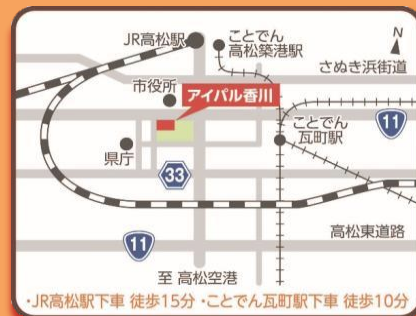 JR高松駅
ことでん
高松築港駅
N
さぬき浜街道
市役所
アイパル香川
11
ことでん
瓦町駅
県庁
33
高松東道路
11
至 高松空港
・JR高松駅下車 徒歩15分 ・ことでん瓦町駅下車 徒歩10分